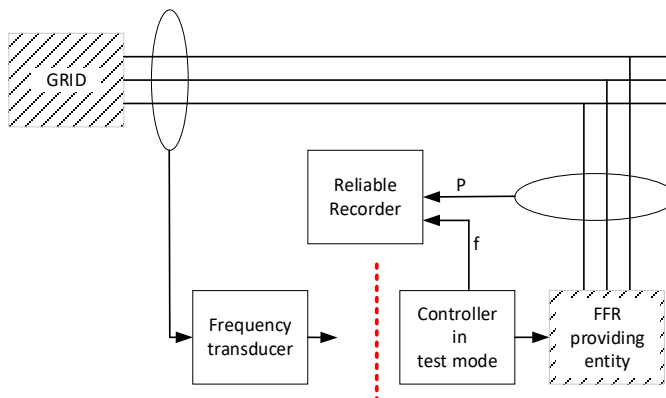 GRID
Reliable
Recorder
P
f
Frequency
transducer
Controller
in
test mode
FFR
providing
entity